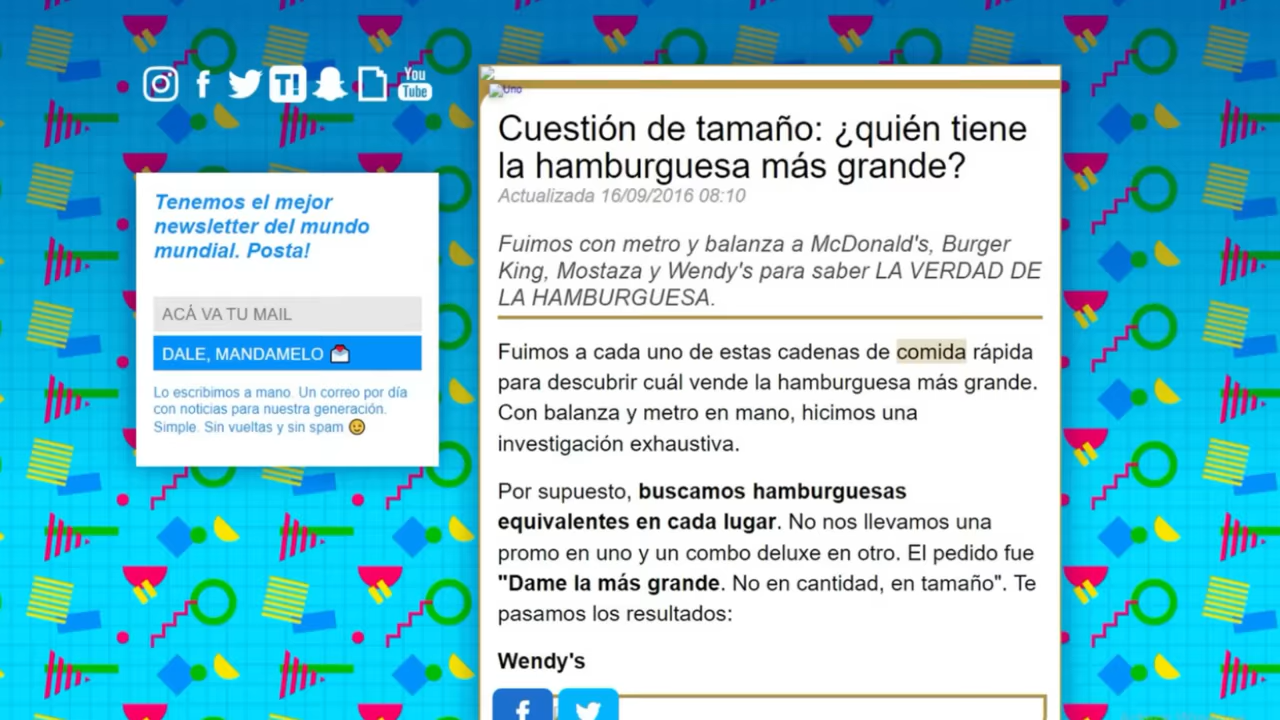 T!
You
Tube
Tenemos el mejor
newsletter del mundo
mundial. Posta!
ACÁ VA TU MAIL
DALE, MANDAMELO
Lo escribimos a mano. Un correo por día
con noticias para nuestra generación.
Simple. Sin vueltas y sin spam
Uno
Cuestión de tamaño: ¿quién tiene
la hamburguesa más grande?
Actualizada 16/09/2016 08:10
Fuimos con metro y balanza a McDonald's, Burger
King, Mostaza y Wendy's para saber LA VERDAD DE
LA HAMBURGUESA.
Fuimos a cada uno de estas cadenas de comida rápida
para descubrir cuál vende la hamburguesa más grande.
Con balanza y metro en mano, hicimos una
investigación exhaustiva.
Por supuesto, buscamos hamburguesas
equivalentes en cada lugar. No nos llevamos una
promo en uno y un combo deluxe en otro. El pedido fue
"Dame la más grande. No en cantidad, en tamaño". Te
pasamos los resultados:
Wendy's